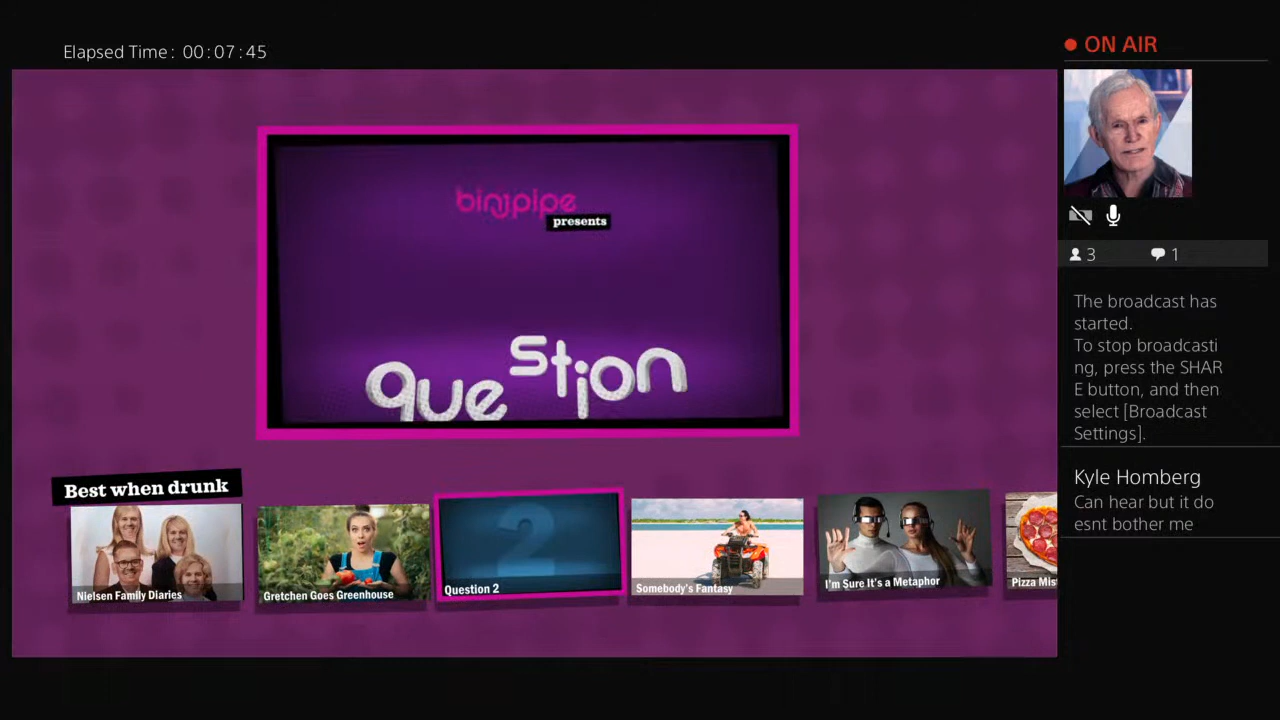 Elapsed Time: 00:07:45
ON AIR
binjpipe
presents
question
3
1
The broadcast has
started.
To stop broadcasti
ng, press the SHAR
E button, and then
select [Broadcast
Settings].
Kyle Homberg
Can hear but it do
esnt bother me
Best when drunk
Nielsen Family Diaries
Gretchen Goes Greenhouse
2
Question 2
Somebody's Fantasy
I'm Sure It's a Metaphor
Pizza Mis